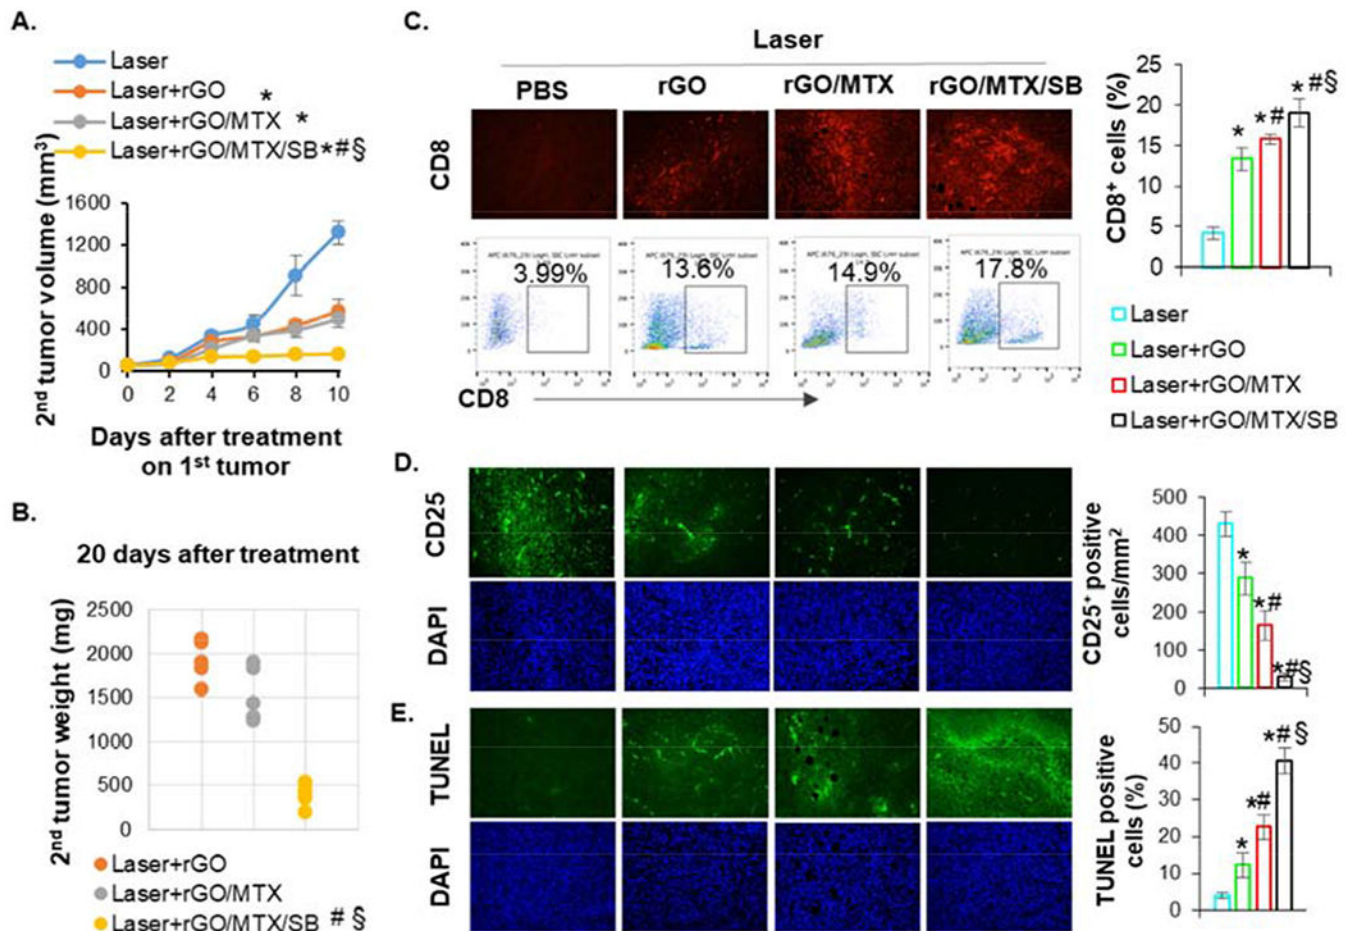 A.
Laser
Laser+rGO *
Laser+rGO/MTX *
Laser+rGO/MTX/SB*#§
2nd tumor volume (mm3)
1600
1200
800
400
0
0 2 4 6 8 10
Days after treatment
on 1st tumor
B.
20 days after treatment
2nd tumor weight (mg)
2500
2000
1500
1000
500
0
Laser+rGO
Laser+rGO/MTX
Laser+rGO/MTX/SB # §
C.
Laser
PBS rGO rGO/MTX rGO/MTX/SB
CD8
3.99% 13.6% 14.9% 17.8%
CD8
CD8+ cells (%)
25
20
15
10
5
0
* *# *#§
Laser
Laser+rGO
Laser+rGO/MTX
Laser+rGO/MTX/SB
D.
CD25
DAPI
CD25+ positive
cells/mm2
500
400
300
200
100
0
* *# *#§
E.
TUNEL
DAPI
TUNEL positive
cells (%)
50
40
30
20
10
0
* *# *#§